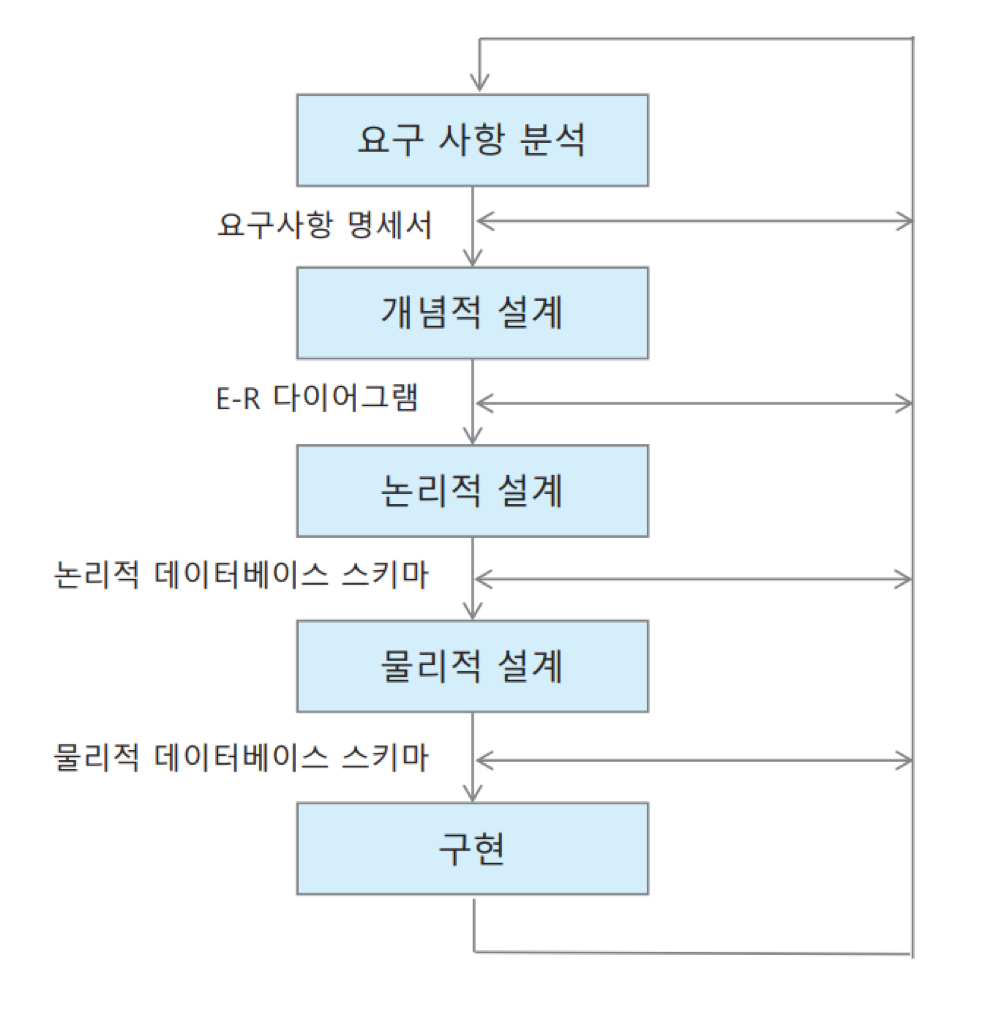 요구 사항 분석
요구사항 명세서
개념적 설계
E-R 다이어그램
논리적 설계
논리적 데이터베이스 스키마
물리적 설계
물리적 데이터베이스 스키마
구현